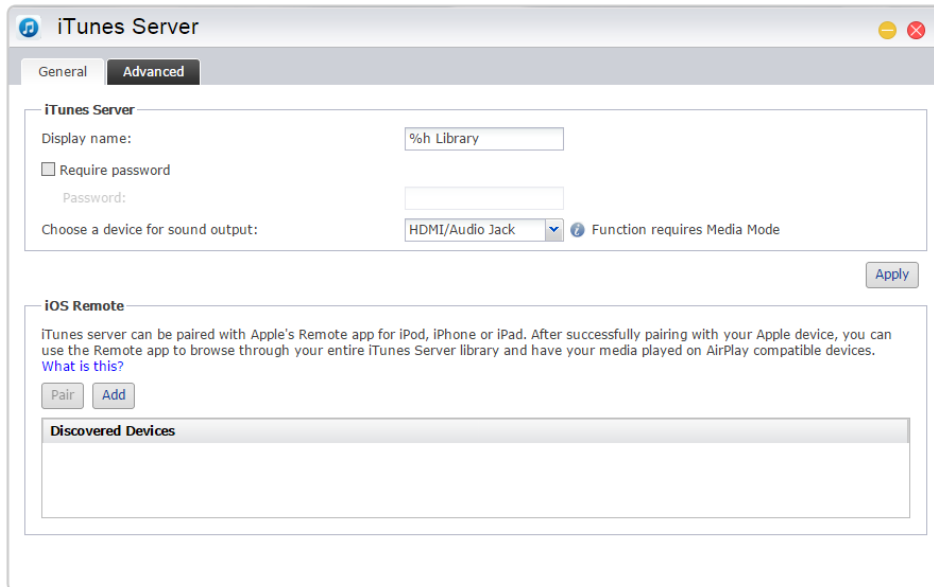 iTunes Server
General
Advanced
iTunes Server
Display name:
%h Library
Require password
Password:
Choose a device for sound output:
HDMI/Audio Jack
Function requires Media Mode
Apply
iOS Remote
iTunes server can be paired with Apple's Remote app for iPod, iPhone or iPad. After successfully pairing with your Apple device, you can
use the Remote app to browse through your entire iTunes Server library and have your media played on AirPlay compatible devices.
What is this?
Pair
Add
Discovered Devices